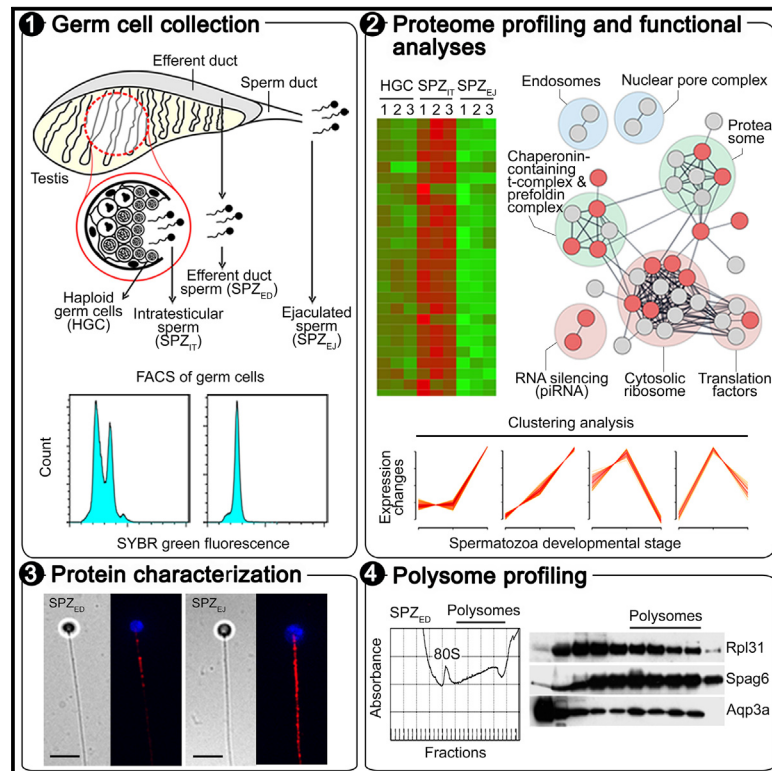 1 Germ cell collection
Efferent duct
Sperm duct
Testis
Haploid
germ cells
(HGC)
Intratesticular
sperm
(SPZIT)
Efferent duct
sperm (SPZED)
Ejaculated
sperm
(SPZEJ)
FACS of germ cells
Count
SYBR green fluorescence
2 Proteome profiling and functional
analyses
HGC SPZIT SPZEJ
1 2 3 1 2 3 1 2 3
Endosomes
Nuclear pore complex
Protea
some
Chaperonin-
containing
t-complex &
prefoldin
complex
RNA silencing
(piRNA)
Cytosolic
ribosome
Translation
factors
Clustering analysis
Expression
changes
Spermatozoa developmental stage
3 Protein characterization
SPZED
SPZEJ
4 Polysome profiling
SPZED
Polysomes
80S
Absorbance
Fractions
Polysomes
Rpl31
Spag6
Aqp3a